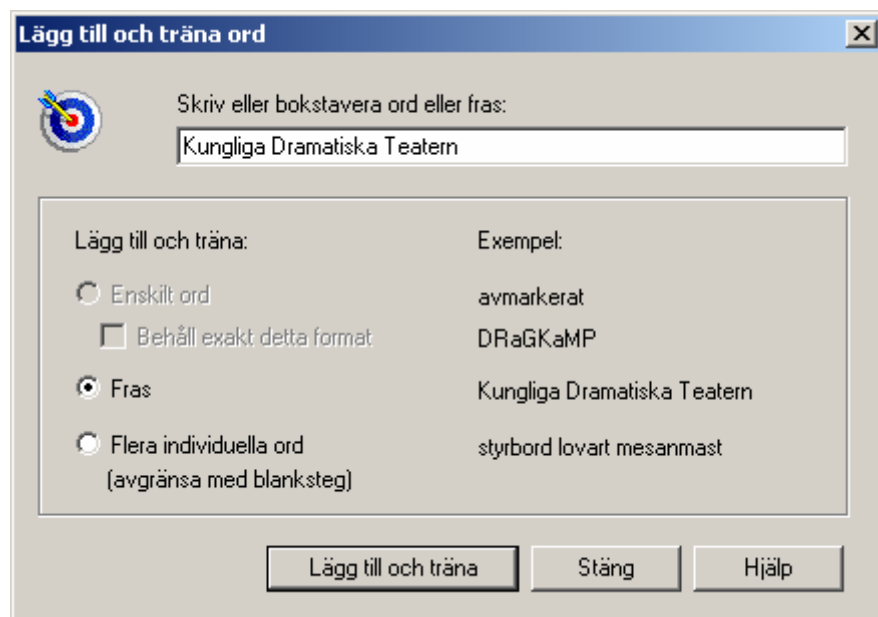 Lägg till och träna ord
Skriv eller bokstavera ord eller fras:
Kungliga Dramatiska Teatern
Lägg till och träna: Exempel:
Enskilt ord avmarkerat
Behåll exakt detta format DRaGKaMP
Fras Kungliga Dramatiska Teatern
Flera individuella ord styrbord lovart mesanmast
(avgränsa med blanksteg)
Lägg till och träna Stäng Hjälp